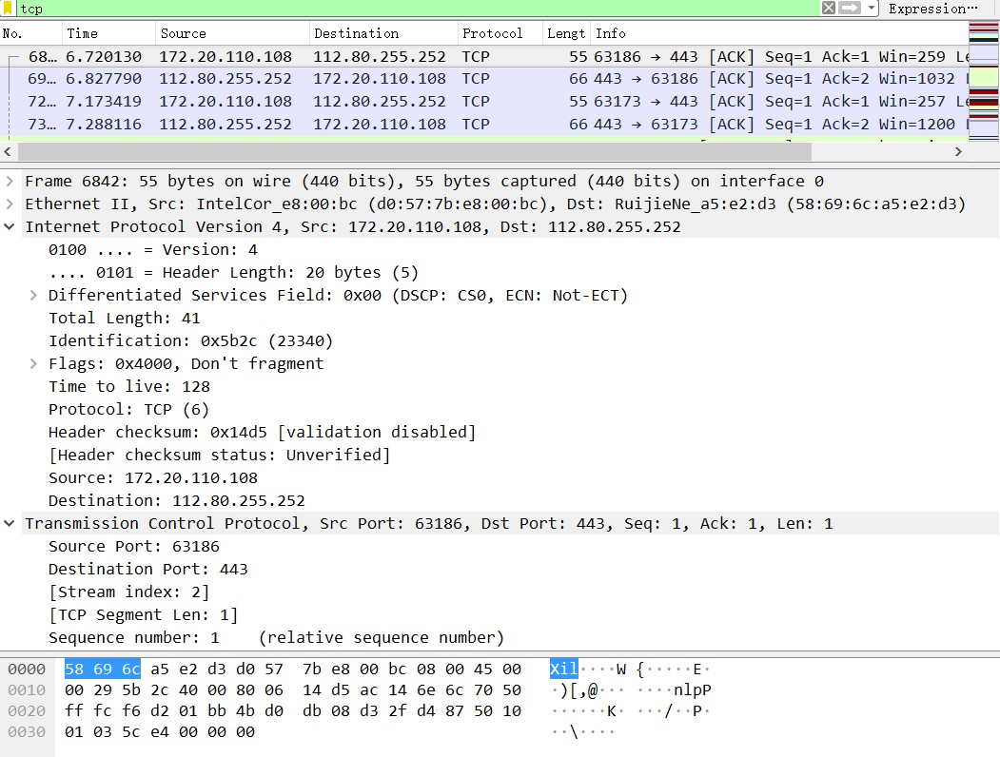 tcp Expression…
No. Time Source Destination Protocol Lengt Info
68… 6.720130 172.20.110.108 112.80.255.252 TCP 55 63186 → 443 [ACK] Seq=1 Ack=1 Win=259 Le
69… 6.827790 112.80.255.252 172.20.110.108 TCP 66 443 → 63186 [ACK] Seq=1 Ack=2 Win=1032
72… 7.173419 172.20.110.108 112.80.255.252 TCP 55 63173 → 443 [ACK] Seq=1 Ack=1 Win=257 Le
73… 7.288116 112.80.255.252 172.20.110.108 TCP 66 443 → 63173 [ACK] Seq=1 Ack=2 Win=1200
Frame 6842: 55 bytes on wire (440 bits), 55 bytes captured (440 bits) on interface 0
Ethernet II, Src: IntelCor_e8:00:bc (d0:57:7b:e8:00:bc), Dst: RuijieNe_a5:e2:d3 (58:69:6c:a5:e2:d3)
Internet Protocol Version 4, Src: 172.20.110.108, Dst: 112.80.255.252
0100 .... = Version: 4
.... 0101 = Header Length: 20 bytes (5)
Differentiated Services Field: 0x00 (DSCP: CS0, ECN: Not-ECT)
Total Length: 41
Identification: 0x5b2c (23340)
Flags: 0x4000, Don't fragment
Time to live: 128
Protocol: TCP (6)
Header checksum: 0x14d5 [validation disabled]
[Header checksum status: Unverified]
Source: 172.20.110.108
Destination: 112.80.255.252
Transmission Control Protocol, Src Port: 63186, Dst Port: 443, Seq: 1, Ack: 1, Len: 1
Source Port: 63186
Destination Port: 443
[Stream index: 2]
[TCP Segment Len: 1]
Sequence number: 1 (relative sequence number)
0000 58 69 6c a5 e2 d3 d0 57 7b e8 00 bc 08 00 45 00 Xil····W {·····E·
0010 00 29 5b 2c 40 00 80 06 14 d5 ac 14 6e 6c 70 50 ·)[,@··· ····nlpP
0020 ff fc f6 d2 01 bb 4b d0 db 08 d3 2f d4 87 50 10 ······K· ···/··P·
0030 01 03 5c e4 00 00 00 ··\····